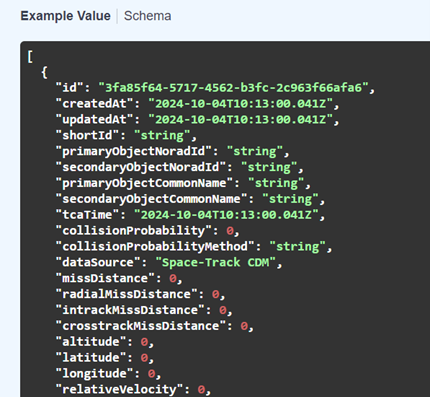 Example Value Schema
[
{
"id": "3fa85f64-5717-4562-b3fc-2c963f66afa6",
"createdAt": "2024-10-04T10:13:00.041Z",
"updatedAt": "2024-10-04T10:13:00.041Z",
"shortId": "string",
"primaryObjectNoradId": "string",
"secondaryObjectNoradId": "string",
"primaryObjectCommonName": "string",
"secondaryObjectCommonName": "string",
"tcaTime": "2024-10-04T10:13:00.041Z",
"collisionProbability": 0,
"collisionProbabilityMethod": "string",
"dataSource": "Space-Track CDM",
"missDistance": 0,
"radialMissDistance": 0,
"intrackMissDistance": 0,
"crosstrackMissDistance": 0,
"altitude": 0,
"latitude": 0,
"longitude": 0,
"relativeVelocity": 0,